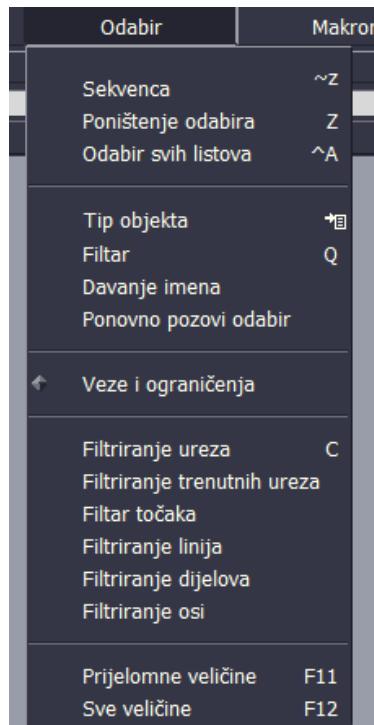 Odabir Makro
Sekvenca ~z
Poništenje odabira Z
Odabir svih listova ^A
Tip objekta
Filtar Q
Davanje imena
Ponovno pozovi odabir
Veze i ograničenja
Filtriranje ureza C
Filtriranje trenutnih ureza
Filtar točaka
Filtriranje linija
Filtriranje dijelova
Filtriranje osi
Prijelomne veličine F11
Sve veličine F12